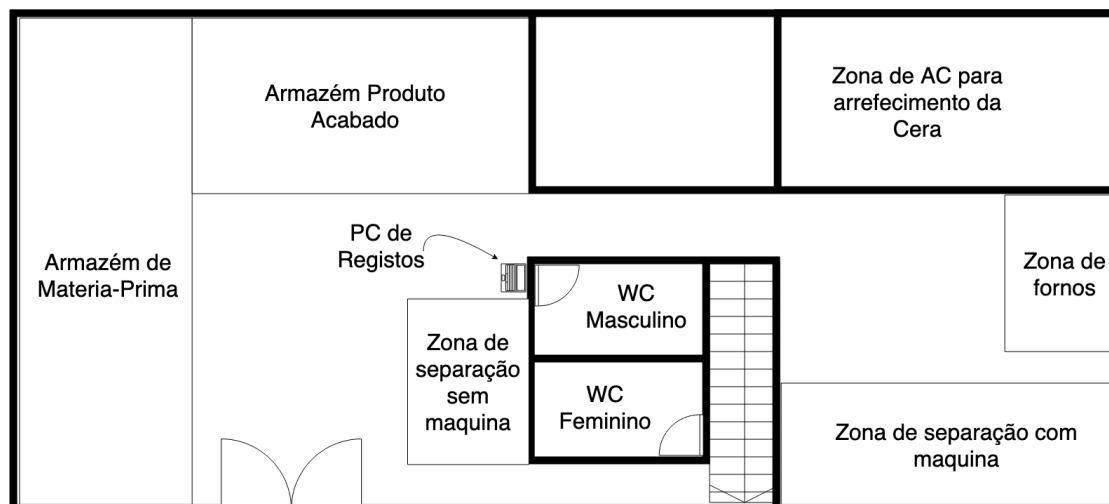 Armazém Produto
Acabado
Zona de AC para
arrefecimento da
Cera
PC de
Registos
Armazém de
Materia-Prima
WC
Masculino
Zona de
fornos
Zona de
separação
sem
maquina
WC
Feminino
Zona de separação com
maquina